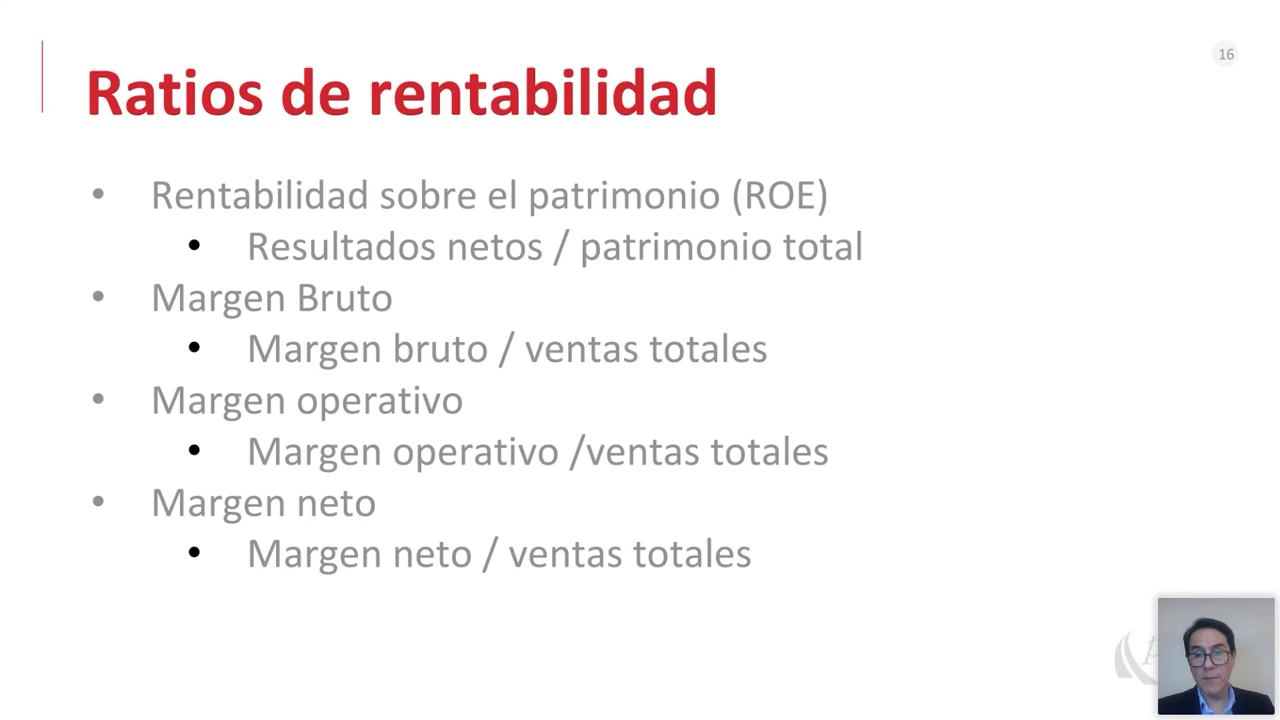 16
Ratios de rentabilidad
• Rentabilidad sobre el patrimonio (ROE)
• Resultados netos / patrimonio total
• Margen Bruto
• Margen bruto / ventas totales
• Margen operativo
• Margen operativo /ventas totales
• Margen neto
• Margen neto / ventas totales